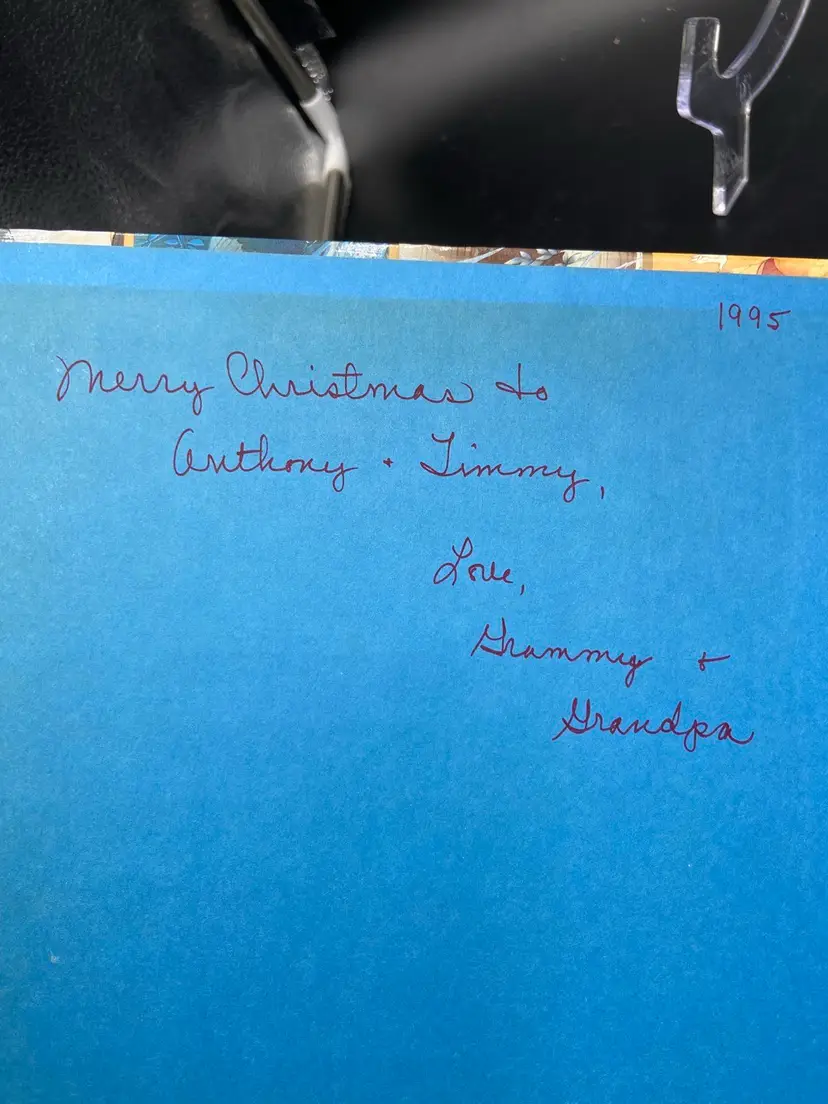 1995
Merry Christmas to
Anthony + Timmy,
Love,
Grammy +
Grandpa